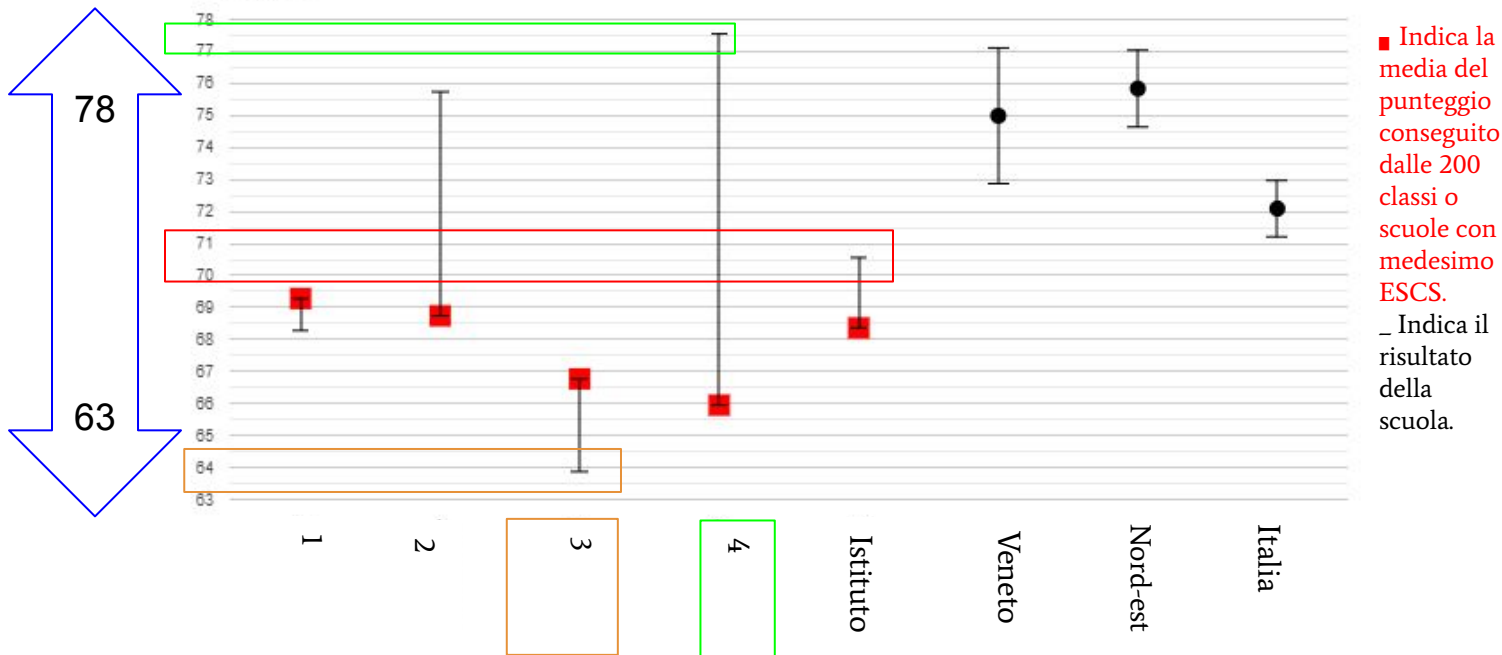 78
63
78
77
76
75
74
73
72
71
70
69
68
67
66
65
64
63
1
2
3
4
Istituto
Veneto
Nord-est
Italia
■ Indica la
media del
punteggio
conseguito
dalle 200
classi o
scuole con
medesimo
ESCS.
_ Indica il
risultato
della
scuola.